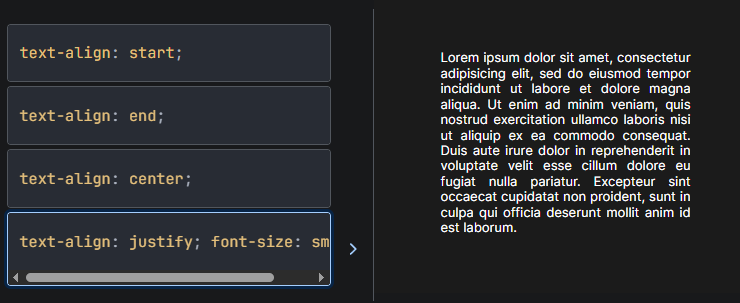 text-align: start;
text-align: end;
text-align: center;
text-align: justify; font-size: sm
Lorem ipsum dolor sit amet, consectetur
adipisicing elit, sed do eiusmod tempor
incididunt ut labore et dolore magna
aliqua. Ut enim ad minim veniam, quis
nostrud exercitation ullamco laboris nisi
ut aliquip ex ea commodo consequat.
Duis aute irure dolor in reprehenderit in
voluptate velit esse cillum dolore eu
fugiat nulla pariatur. Excepteur sint
occaecat cupidatat non proident, sunt in
culpa qui officia deserunt mollit anim id
est laborum.